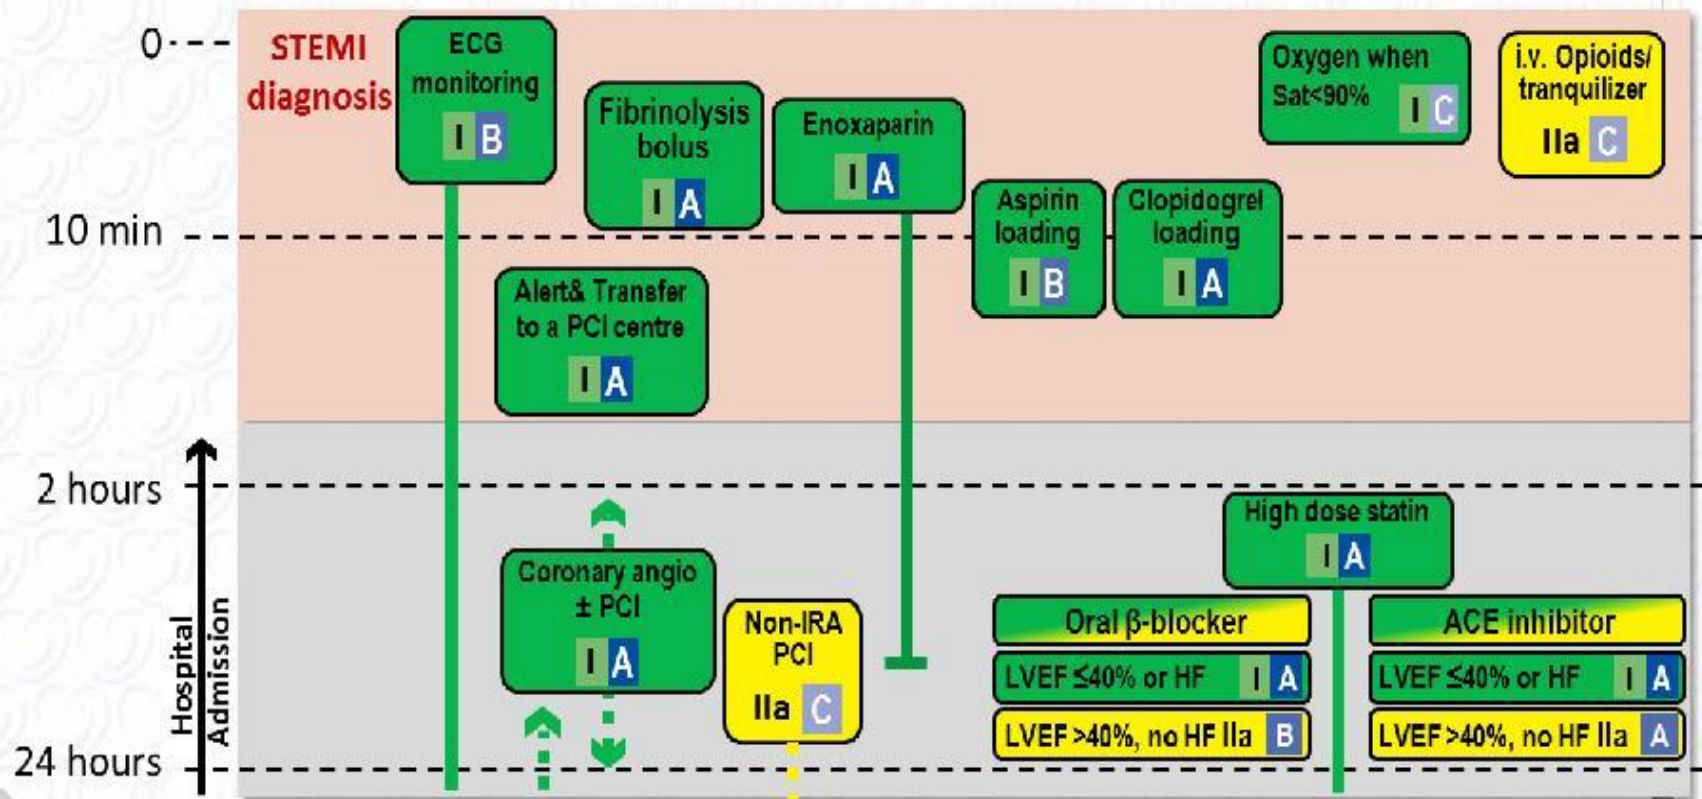 0
STEMI
diagnosis
ECG
monitoring
I B
Fibrinolysis
bolus
I A
Enoxaparin
I A
Oxygen when
Sat<90%
I C
i.v. Opioids/
tranquilizer
IIa C
10 min
Aspirin
loading
I B
Clopidogrel
loading
I A
Alert& Transfer
to a PCI centre
I A
2 hours
Hospital
Admission
High dose statin
I A
Coronary angio
± PCI
I A
Non-IRA
PCI
IIa C
Oral β-blocker
LVEF ≤40% or HF I A
LVEF >40%, no HF IIa B
ACE inhibitor
LVEF ≤40% or HF I A
LVEF >40%, no HF IIa A
24 hours